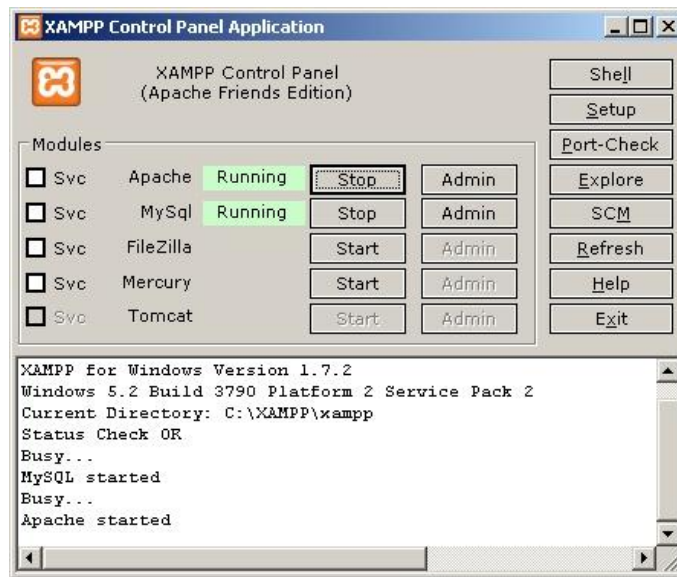 XAMPP Control Panel Application
XAMPP Control Panel
(Apache Friends Edition)
Shell
Setup
Port-Check
Explore
SCM
Refresh
Help
Exit
Modules
Svc Apache Running Stop Admin
Svc MySql Running Stop Admin
Svc FileZilla Start Admin
Svc Mercury Start Admin
Svc Tomcat Start Admin
XAMPP for Windows Version 1.7.2
Windows 5.2 Build 3790 Platform 2 Service Pack 2
Current Directory: C:\XAMPP\xampp
Status Check OK
Busy...
MySQL started
Busy...
Apache started